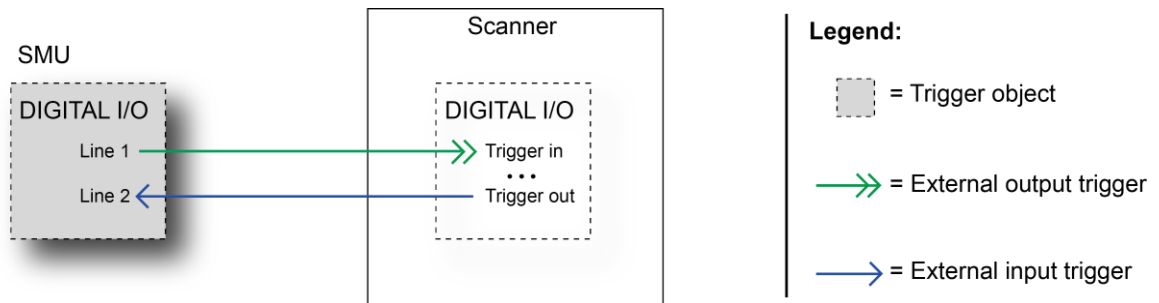 SMU
DIGITAL I/O
Line 1
Line 2
Scanner
DIGITAL I/O
Trigger in
...
Trigger out
Legend:
= Trigger object
= External output trigger
= External input trigger